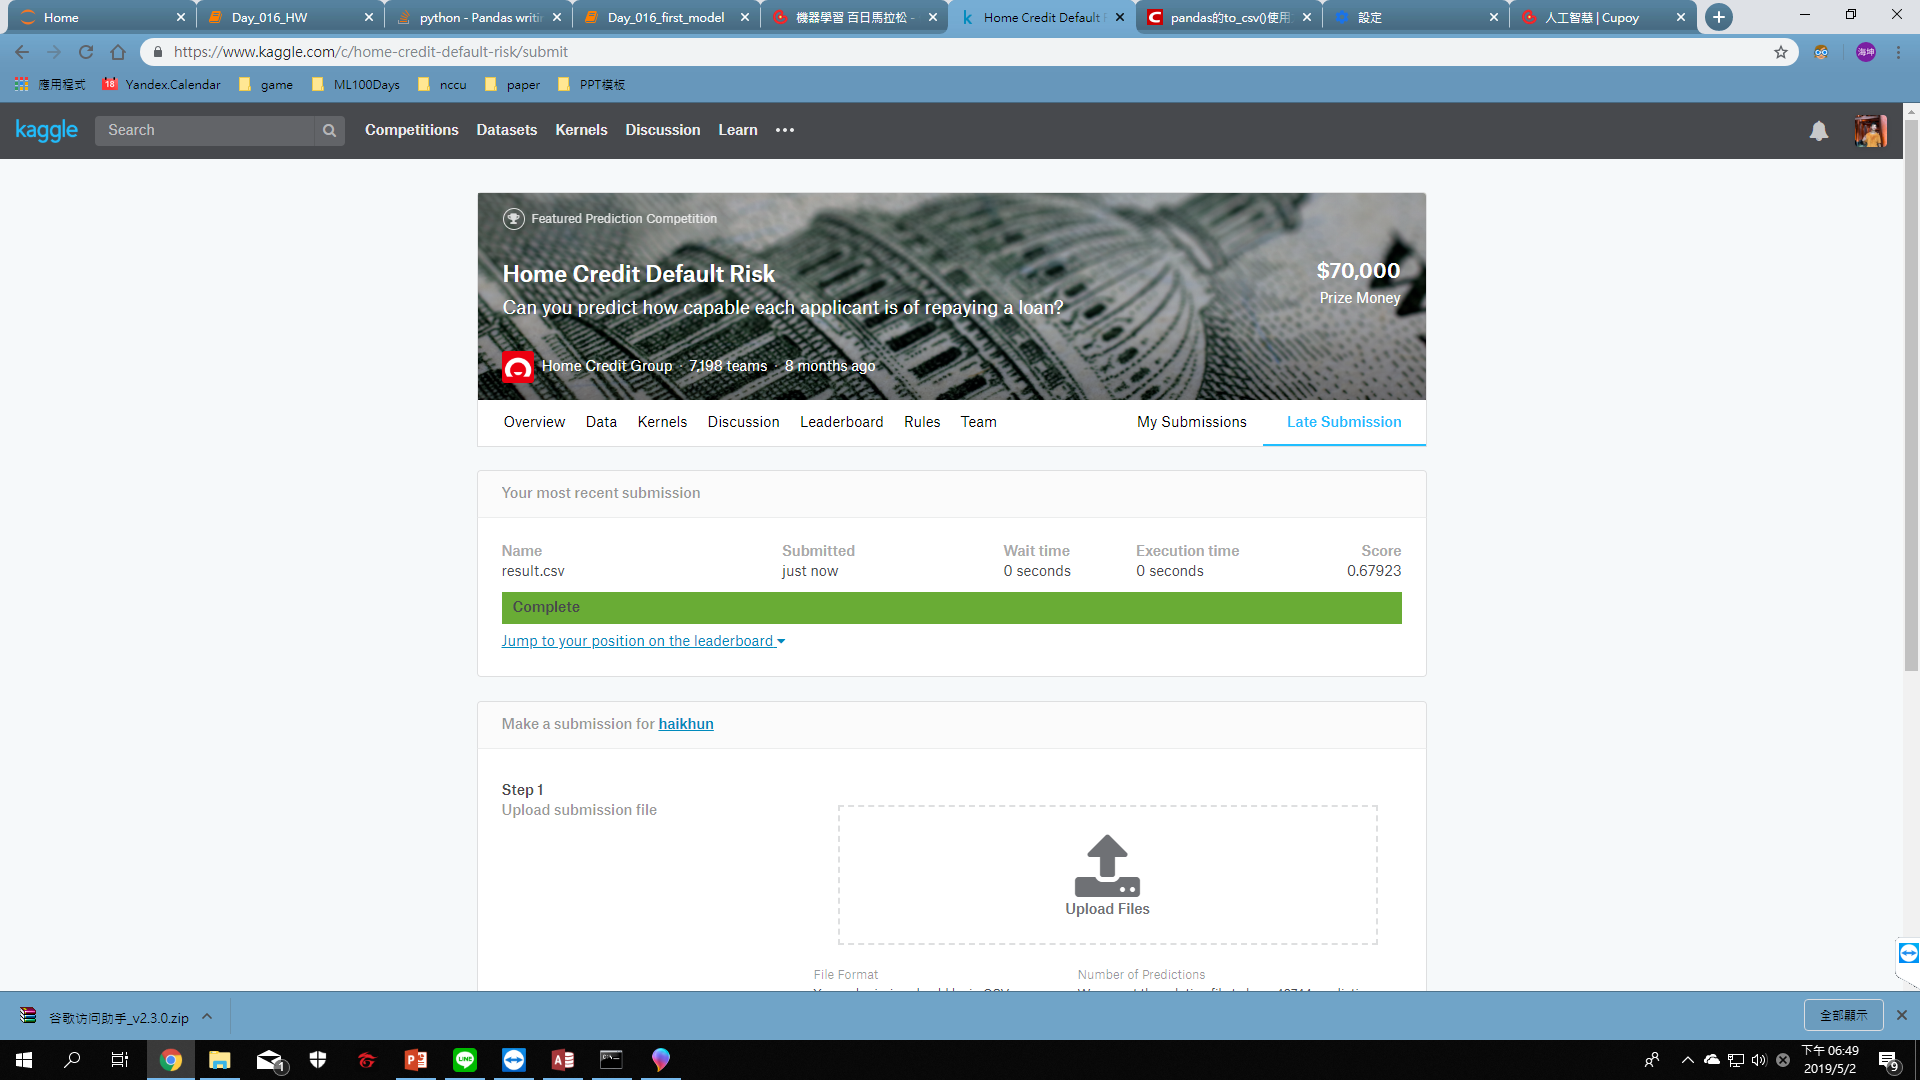 Home
Day_016_HW
python - Pandas writin
Day_016_first_model
機器學習 百日馬拉松 -
Home Credit Default R
pandas的to_csv()使用
設定
人工智慧 | Cupoy
https://www.kaggle.com/c/home-credit-default-risk/submit
海坤
應用程式
18
Yandex.Calendar
game
ML100Days
nccu
paper
PPT模板
kaggle
Search
Competitions
Datasets
Kernels
Discussion
Learn
Featured Prediction Competition
Home Credit Default Risk
Can you predict how capable each applicant is of repaying a loan?
$70,000
Prize Money
Home Credit Group · 7,198 teams · 8 months ago
Overview
Data
Kernels
Discussion
Leaderboard
Rules
Team
My Submissions
Late Submission
Your most recent submission
Name
Submitted
Wait time
Execution time
Score
result.csv
just now
0 seconds
0 seconds
0.67923
Complete
Jump to your position on the leaderboard
Make a submission for haikhun
Step 1
Upload submission file
Upload Files
File Format
Number of Predictions
谷歌访问助手_v2.3.0.zip
全部顯示
1
LINE
下午 06:49
2019/5/2
9